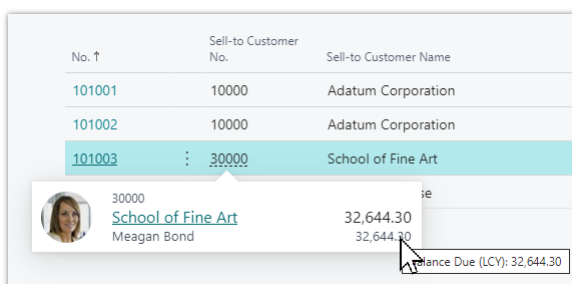 Sell-to Customer
No. ↑ No. Sell-to Customer Name
101001 10000 Adatum Corporation
101002 10000 Adatum Corporation
101003 30000 School of Fine Art
30000
School of Fine Art 32,644.30
Meagan Bond 32,644.30
Due (LCY): 32,644.30